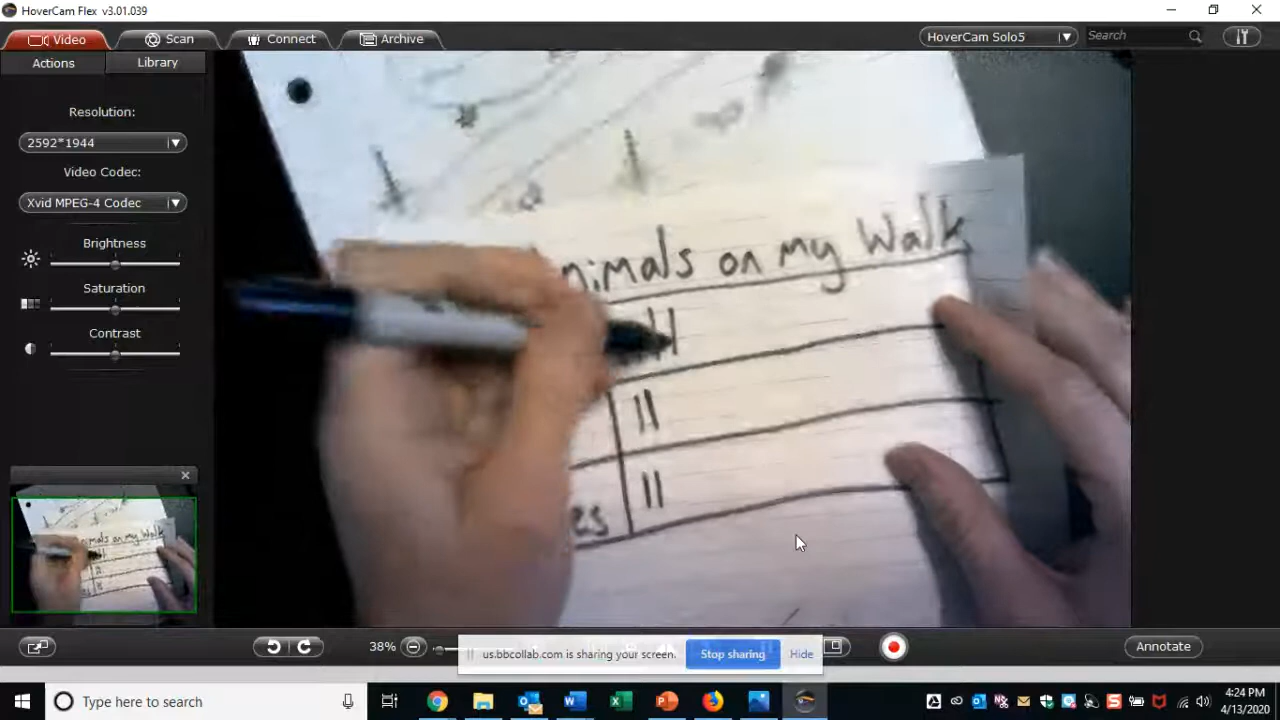 HoverCam Flex v3.01.039
Video
Scan
Connect
Archive
HoverCam Solo5
Search
Actions
Library
Resolution:
2592*1944
Video Codec:
Xvid MPEG-4 Codec
Brightness
Saturation
Contrast
nimals on my Walk
es
38%
us.bbcollab.com is sharing your screen.
Stop sharing
Hide
Annotate
Type here to search
4:24 PM
4/13/2020